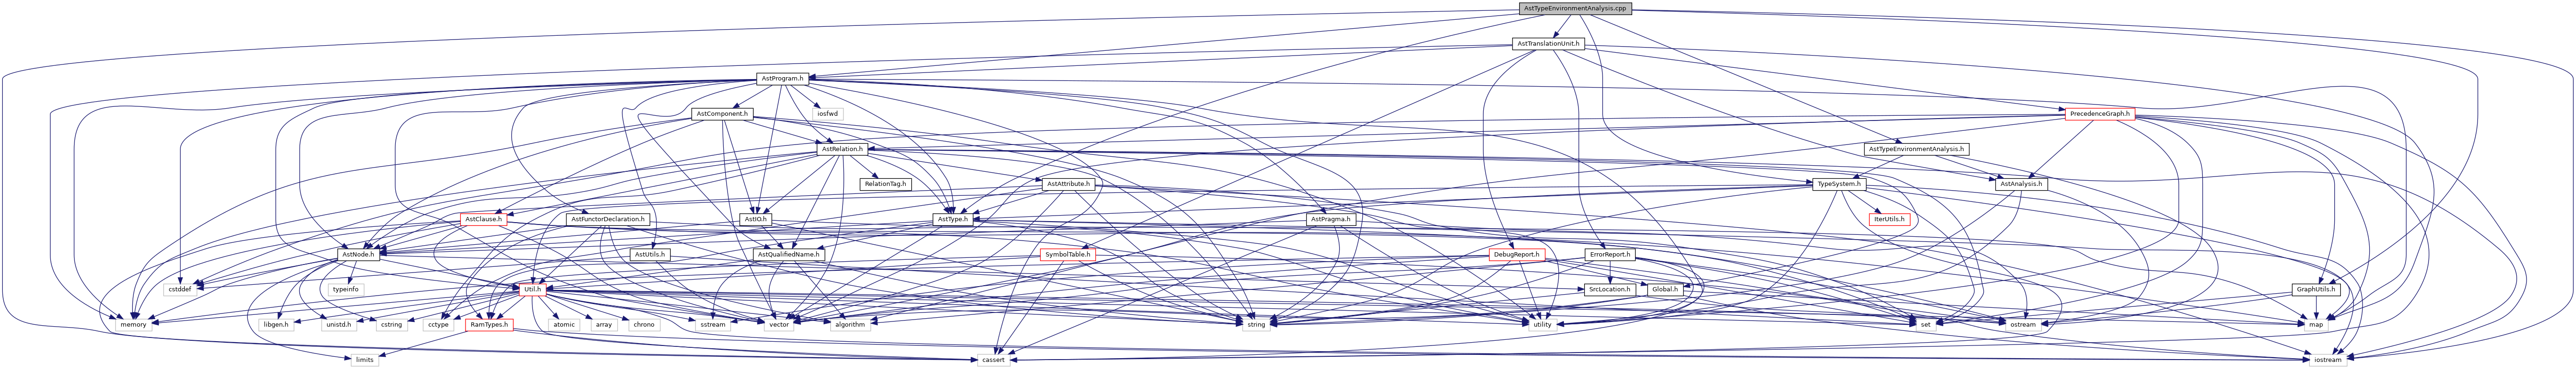 AstTypeEnvironmentAnalysis.cpp
AstTranslationUnit.h
AstProgram.h
AstComponent.h
iosfwd
PrecedenceGraph.h
AstRelation.h
AstTypeEnvironmentAnalysis.h
RelationTag.h
AstAttribute.h
TypeSystem.h
AstAnalysis.h
AstClause.h
AstFunctorDeclaration.h
AstIO.h
AstType.h
AstPragma.h
IterUtils.h
AstNode.h
AstUtils.h
AstQualifiedName.h
SymbolTable.h
DebugReport.h
ErrorReport.h
cstddef
typeinfo
Util.h
SrcLocation.h
Global.h
GraphUtils.h
memory
libgen.h
unistd.h
cstring
cctype
RamTypes.h
atomic
array
chrono
sstream
vector
algorithm
string
utility
set
ostream
map
limits
cassert
iostream